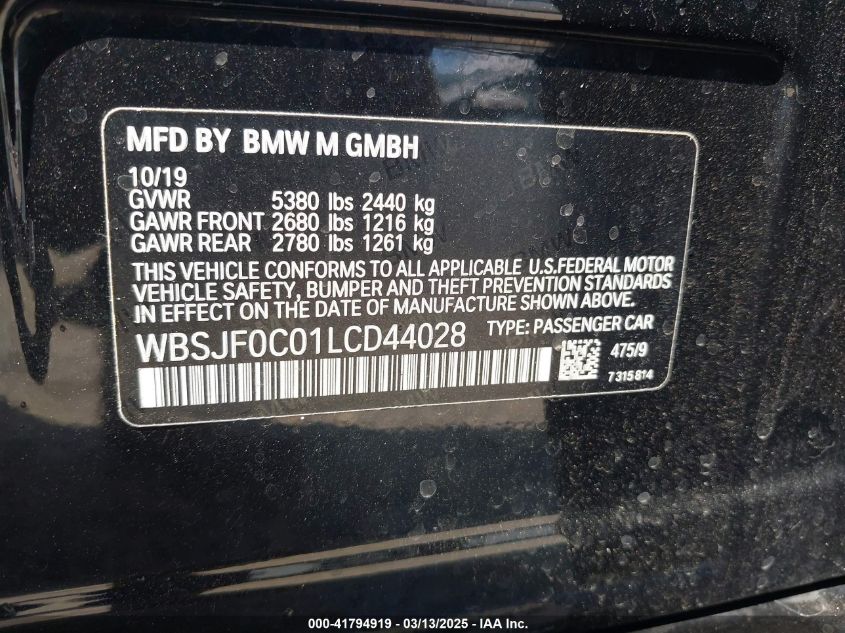 MFD BY BMW M GMBH
10/19
GVWR 5380 lbs 2440 kg
GAWR FRONT 2680 lbs 1216 kg
GAWR REAR 2780 lbs 1261 kg
THIS VEHICLE CONFORMS TO ALL APPLICABLE U.S.FEDERAL MOTOR
VEHICLE SAFETY, BUMPER AND THEFT PREVENTION STANDARDS
IN EFFECT ON THE DATE OF MANUFACTURE SHOWN ABOVE.
WBSJF0C01LCD44028 TYPE: PASSENGER CAR
475/9
7315814
000-41794919 - 03/13/2025 - IAA Inc.